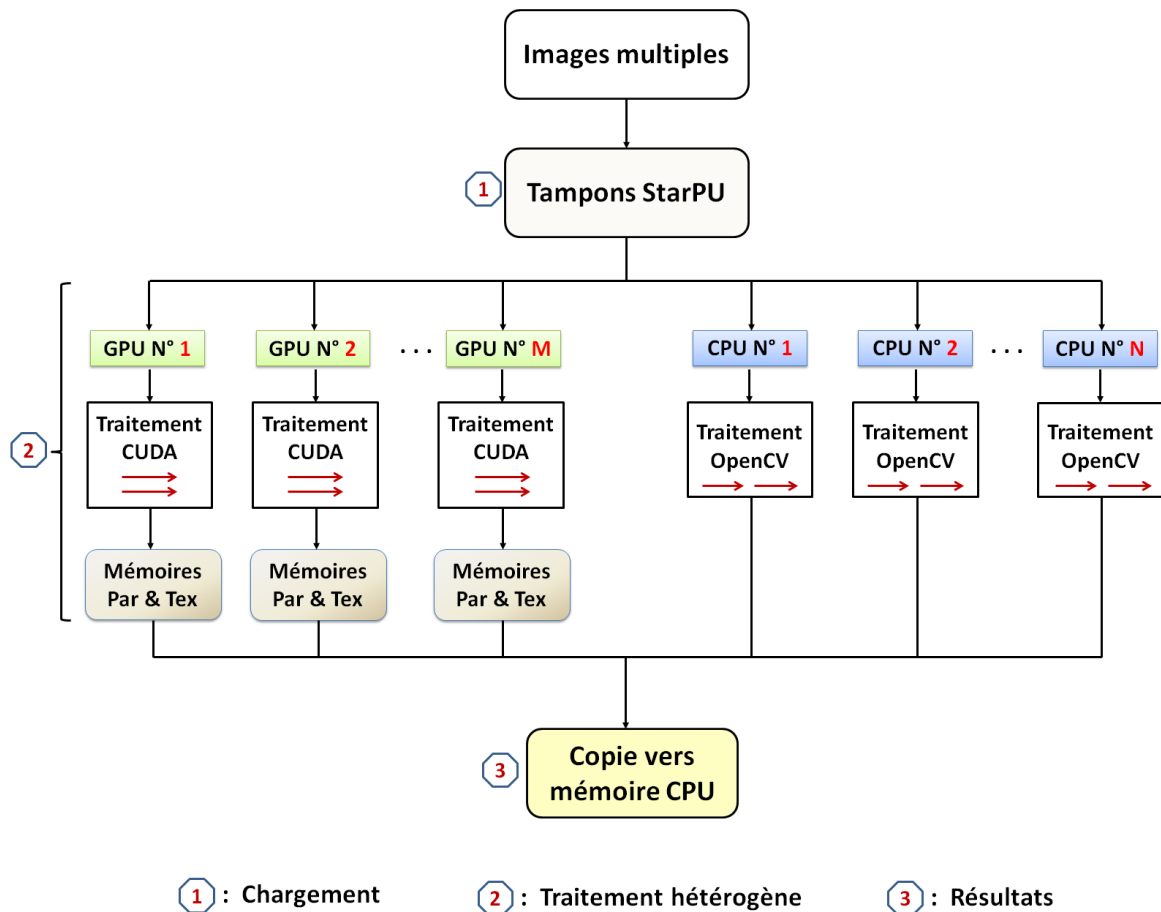 Images multiples
1
Tampons StarPU
GPU N° 1
GPU N° 2
. . .
GPU N° M
CPU N° 1
CPU N° 2
. . .
CPU N° N
2
Traitement
CUDA
Traitement
CUDA
Traitement
CUDA
Traitement
OpenCV
Traitement
OpenCV
Traitement
OpenCV
Mémoires
Par & Tex
Mémoires
Par & Tex
Mémoires
Par & Tex
3
Copie vers
mémoire CPU
1 : Chargement
2 : Traitement hétérogène
3 : Résultats